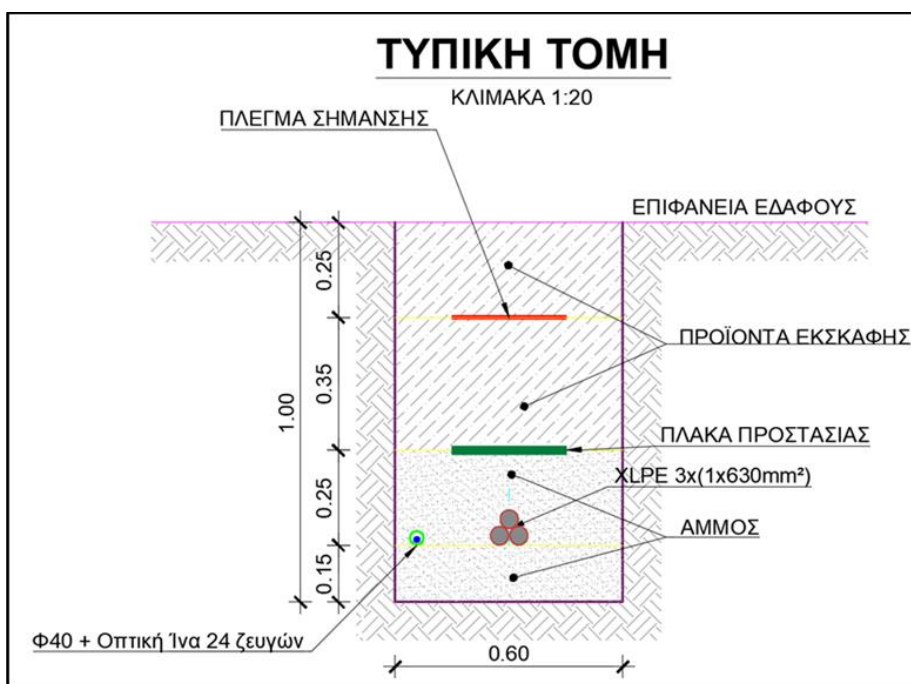 ΤΥΠΙΚΗ ΤΟΜΗ
ΚΛΙΜΑΚΑ 1:20
ΠΛΕΓΜΑ ΣΗΜΑΝΣΗΣ
ΕΠΙΦΑΝΕΙΑ ΕΔΑΦΟΥΣ
0.25
ΠΡΟΪΟΝΤΑ ΕΚΣΚΑΦΗΣ
0.35
1.00
ΠΛΑΚΑ ΠΡΟΣΤΑΣΙΑΣ
XLPE 3x(1x630mm²)
0.25
ΑΜΜΟΣ
0.15
Φ40 + Οπτική Ίνα 24 ζευγών
0.60